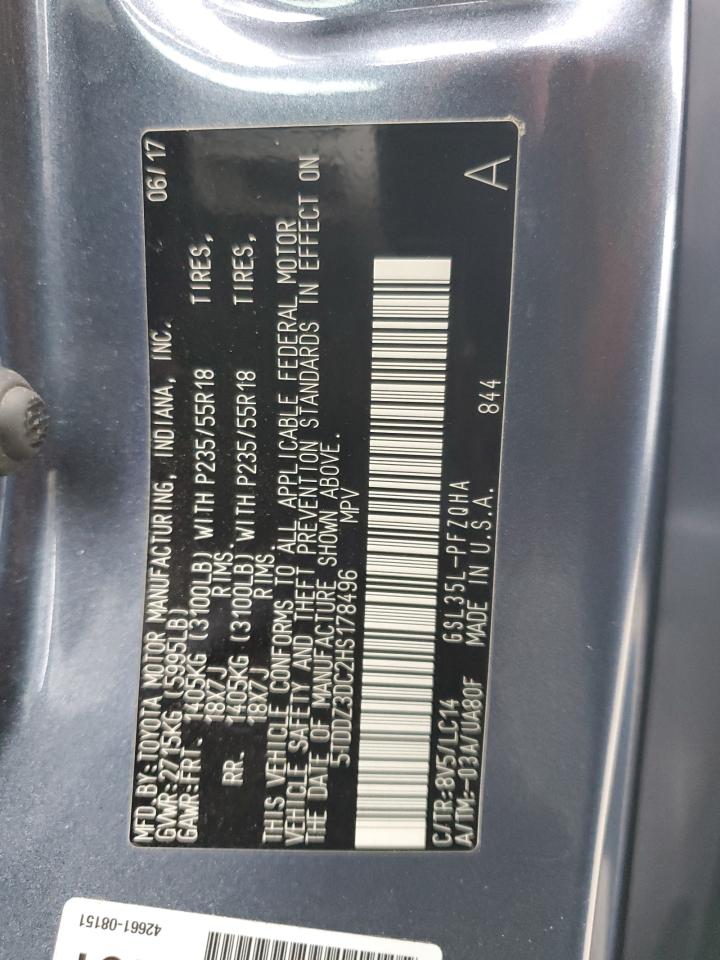 MFD.BY:TOYOTA MOTOR MANUFACTURING, INDIANA, INC. 06/17
GVWR:2715KG (5995LB)
GAWR:FRT. 1405KG (3100LB) WITH P235/55R18 TIRES,
18X7J RIMS.
RR. 1405KG (3100LB) WITH P235/55R18 TIRES,
18X7J RIMS.
THIS VEHICLE CONFORMS TO ALL APPLICABLE FEDERAL MOTOR
VEHICLE SAFETY AND THEFT PREVENTION STANDARDS IN EFFECT ON
THE DATE OF MANUFACTURE SHOWN ABOVE.
5TDDZ3DC2HS178496 MPV
C/TR:8V5/LC14 GSL35L-PFZQHA A
A/TM:-03A/UA80F MADE IN U.S.A. 844
42661-08151